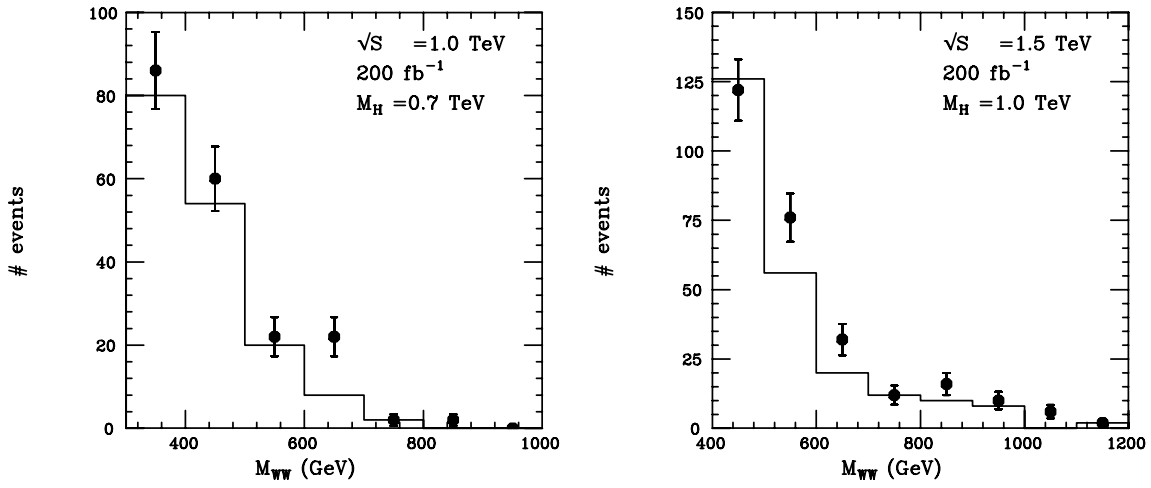 100
80
60
40
20
0
# events
400
600
800
1000
M_WW (GeV)
√S =1.0 TeV
200 fb⁻¹
M_H =0.7 TeV
150
125
100
75
50
25
0
# events
400
600
800
1000
1200
M_WW (GeV)
√S =1.5 TeV
200 fb⁻¹
M_H =1.0 TeV